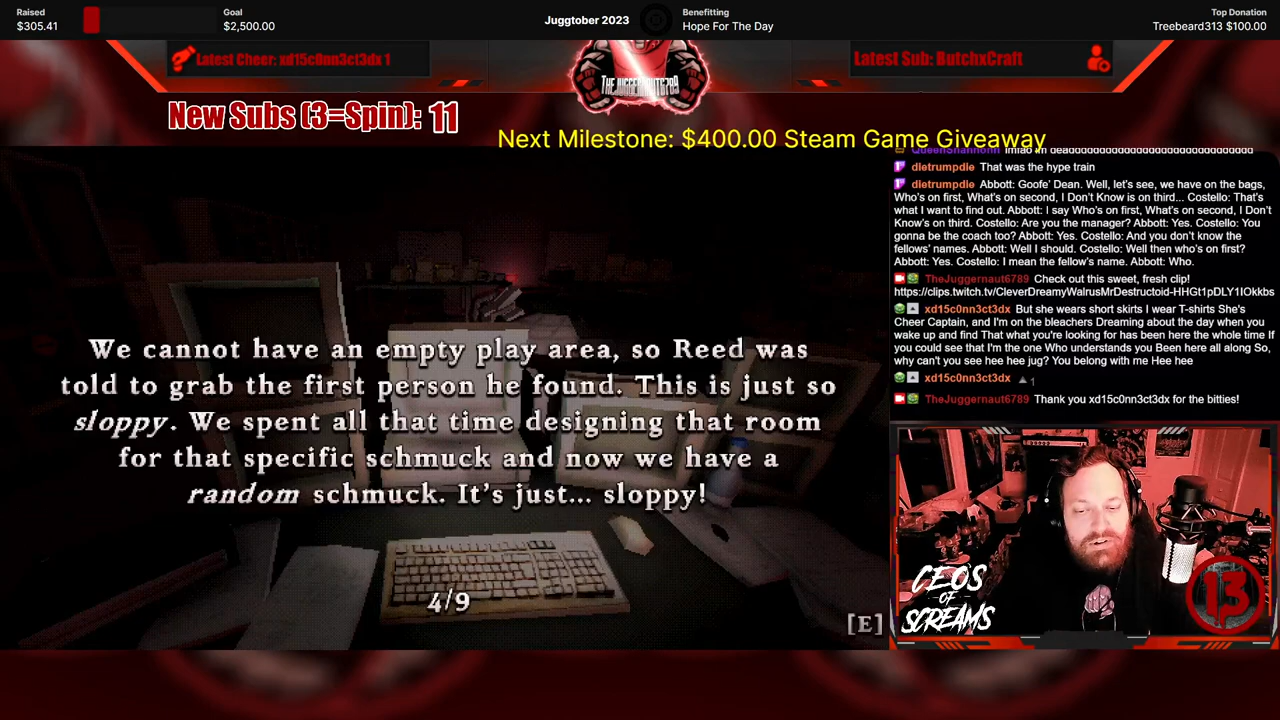 Raised
$305.41
Goal
$2,500.00
Juggtober 2023
Benefitting
Hope For The Day
Top Donation
Treebeard313 $100.00
Latest Cheer: xd15c0nn3ct3dx 1
THEJUGGERNAUT6789
Latest Sub: ButchxCraft
New Subs (3=Spin): 11
Next Milestone: $400.00 Steam Game Giveaway
dietrumpdie That was the hype train
dietrumpdie Abbott: Goofe' Dean. Well, let's see, we have on the bags,
Who's on first, What's on second, I Don't Know is on third... Costello: That's
what I want to find out. Abbott: I say Who's on first, What's on second, I Don't
Know's on third. Costello: Are you the manager? Abbott: Yes. Costello: You
gonna be the coach too? Abbott: Yes. Costello: And you don't know the
fellows' names. Abbott: Well I should. Costello: Well then who's on first?
Abbott: Yes. Costello: I mean the fellow's name. Abbott: Who.
TheJuggernaut6789 Check out this sweet, fresh clip!
https://clips.twitch.tv/CleverDreamyWalrusMrDestructoid-HHGt1pDLY1IOkkbs
xd15c0nn3ct3dx But she wears short skirts I wear T-shirts She's
Cheer Captain, and I'm on the bleachers Dreaming about the day when you
wake up and find That what you're looking for has been here the whole time If
you could see that I'm the one Who understands you Been here all along So,
why can't you see hee hee jug? You belong with me Hee hee
xd15c0nn3ct3dx 1
TheJuggernaut6789 Thank you xd15c0nn3ct3dx for the bitties!
We cannot have an empty play area, so Reed was
told to grab the first person he found. This is just so
sloppy. We spent all that time designing that room
for that specific schmuck and now we have a
random schmuck. It's just... sloppy!
4/9
[E]
CEOS
OF
SCREAMS
13